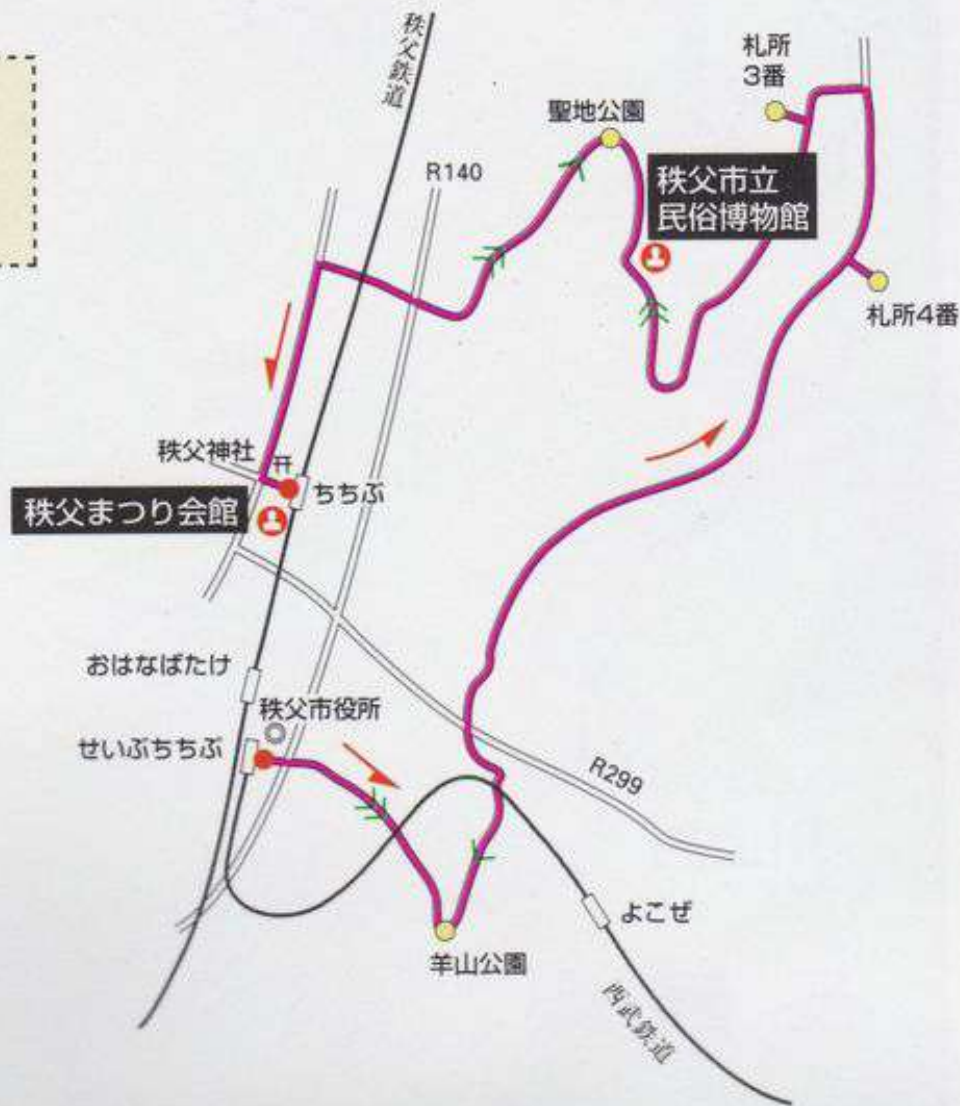 秩父鉄道
札所
3番
聖地公園
R140
秩父市立
民俗博物館
札所4番
秩父神社
ちちぶ
秩父まつり会館
おはなばたけ
秩父市役所
せいぶちちぶ
R299
よこぜ
羊山公園
西武鉄道